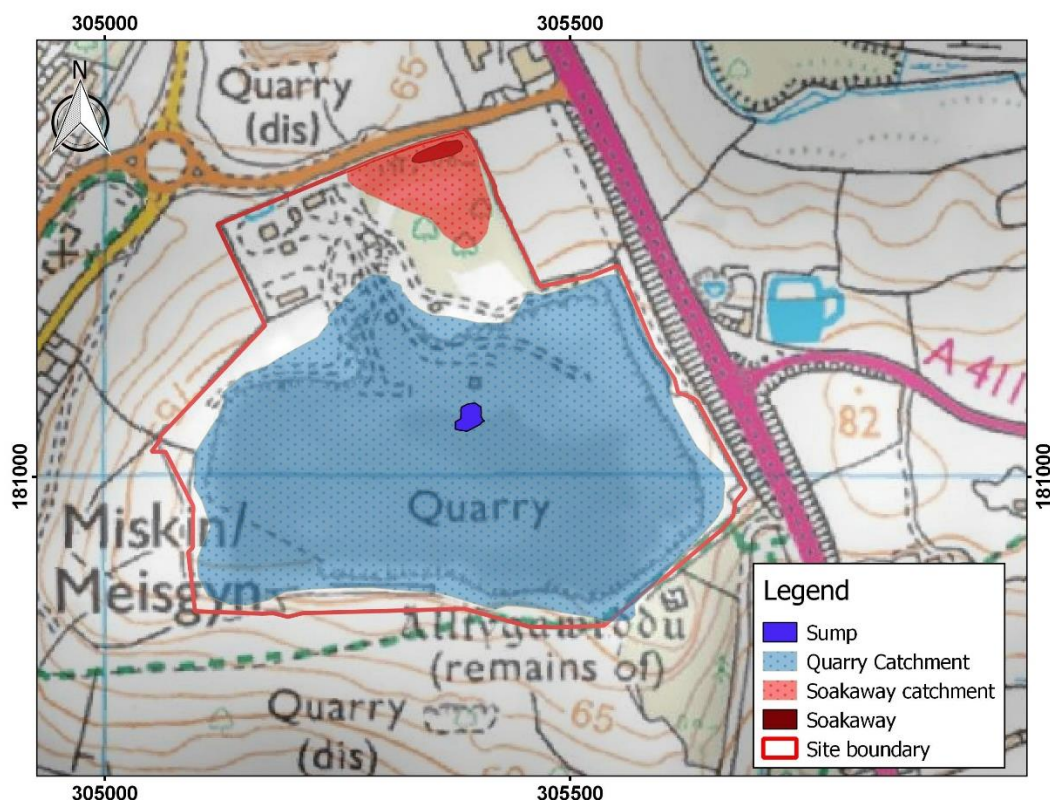 305000
305500
N
Quarry
(dis)
65
181000
181000
A 411
82
75
Quarry
Miskin/
Meisgyn
(remains of)
Quarry
(dis)
65
Legend
Sump
Quarry Catchment
Soakaway catchment
Soakaway
Site boundary
305000
305500